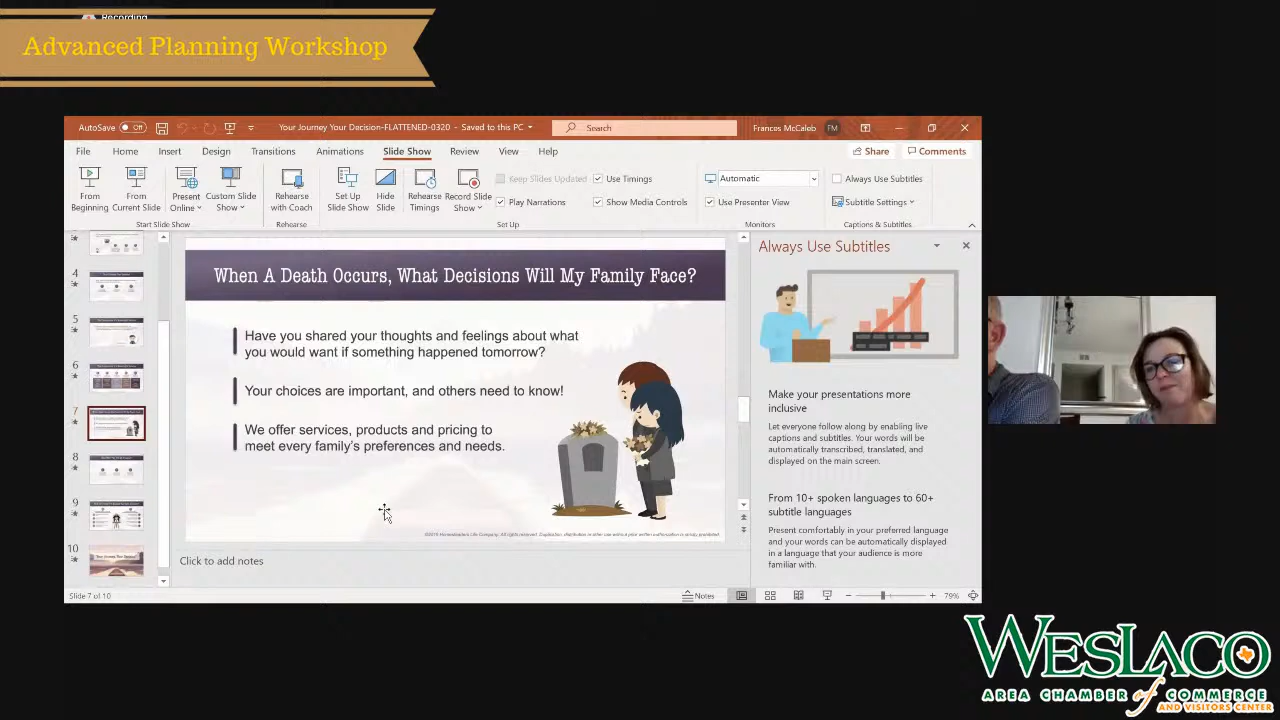 Recording
Advanced Planning Workshop
AutoSave Off
Your Journey Your Decision-FLATTENED-0320 - Saved to this PC
Search
Frances McCaleb FM
File Home Insert Design Transitions Animations Slide Show Review View Help
Share Comments
From Beginning
From Current Slide
Present Online
Custom Slide Show
Rehearse with Coach
Set Up Slide Show
Hide Slide
Rehearse Timings
Record Slide Show
Keep Slides Updated
Use Timings
Play Narrations
Show Media Controls
Automatic
Use Presenter View
Always Use Subtitles
Subtitle Settings
Start Slide Show Rehearse Set Up Monitors Captions & Subtitles
4
5
6
7
8
9
10
When A Death Occurs, What Decisions Will My Family Face?
Have you shared your thoughts and feelings about what
you would want if something happened tomorrow?
Your choices are important, and others need to know!
We offer services, products and pricing to
meet every family's preferences and needs.
Click to add notes
Always Use Subtitles
Make your presentations more
inclusive
Let everyone follow along by enabling live
captions and subtitles. Your words will be
automatically transcribed, translated, and
displayed on the main screen.
From 10+ spoken languages to 60+
subtitle languages
Present comfortably in your preferred language
and your words can be automatically displayed
in a language that your audience is more
familiar with.
Slide 7 of 10
Notes
79%
WESLACO
AREA CHAMBER of COMMERCE
AND VISITORS CENTER